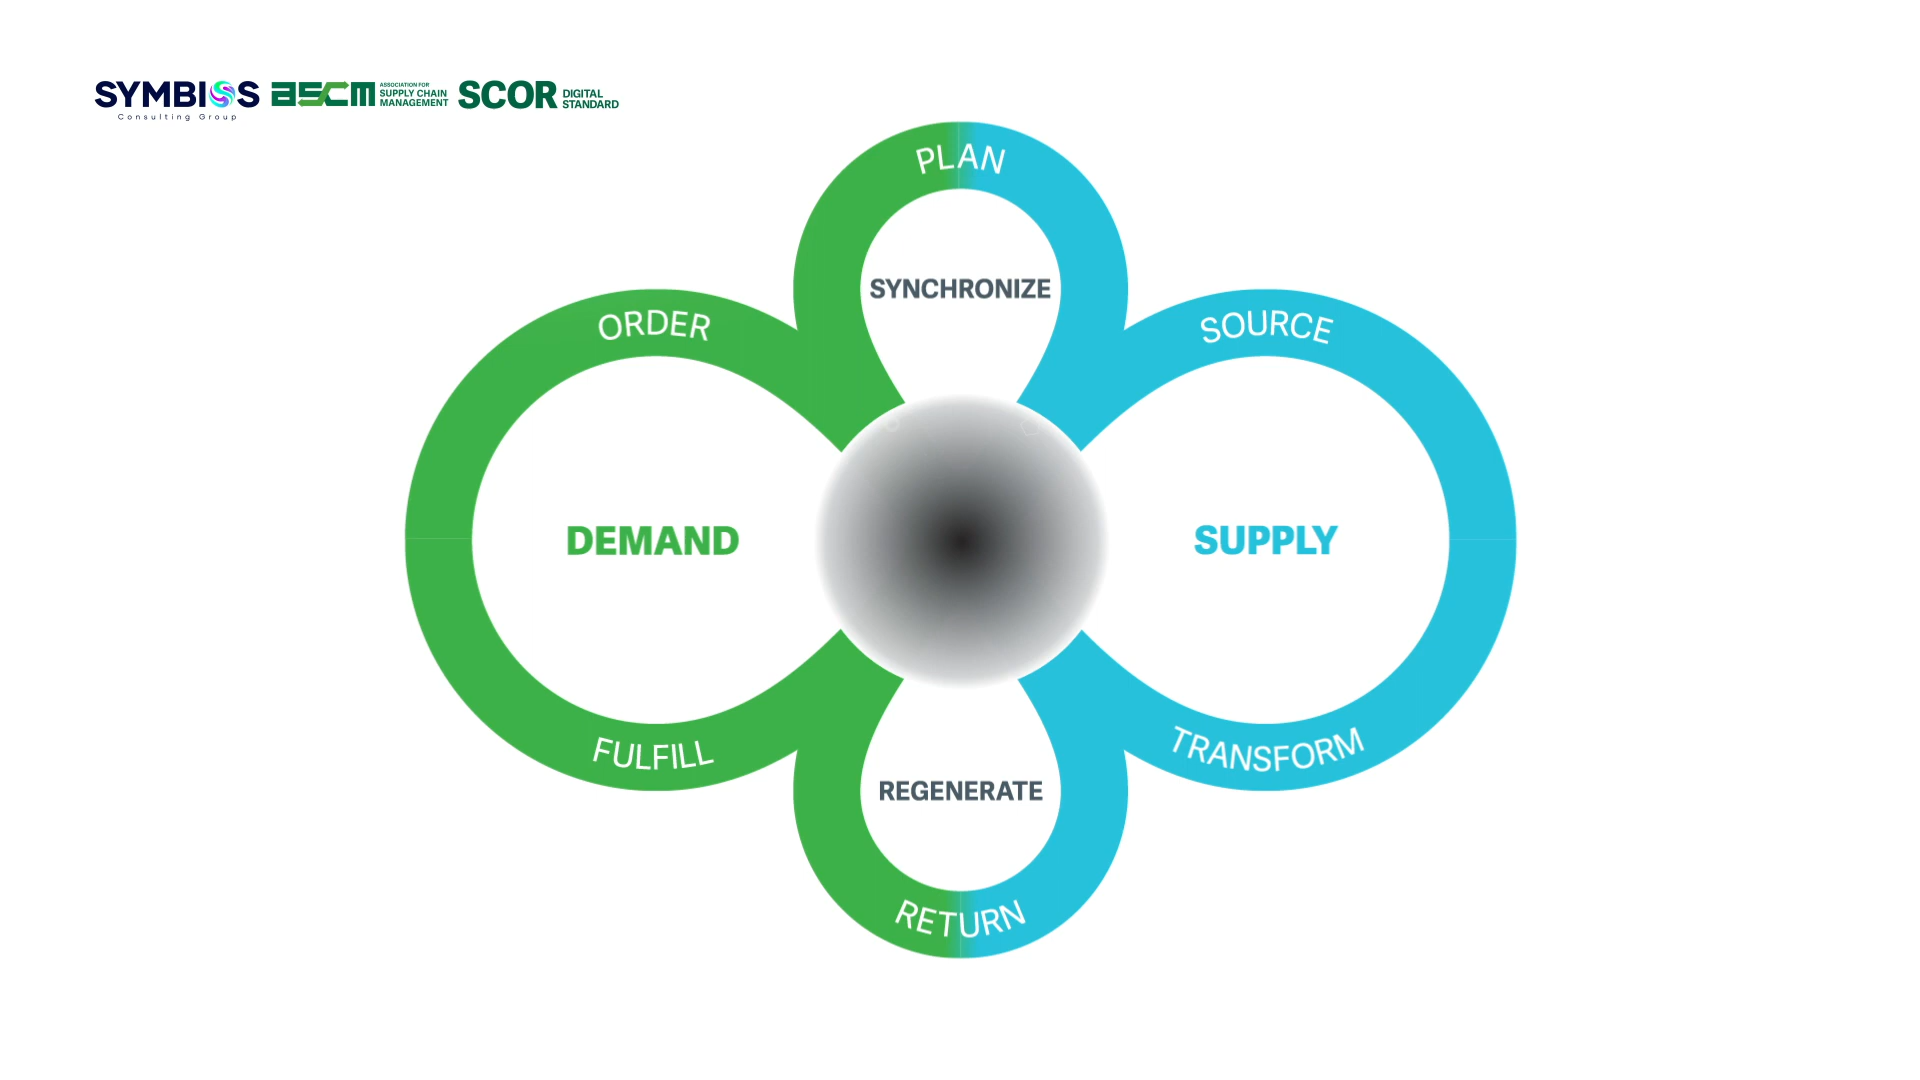 SYMBIOS
Consulting Group
ascm
ASSOCIATION FOR
SUPPLY CHAIN
MANAGEMENT
SCOR
DIGITAL
STANDARD
PLAN
SYNCHRONIZE
ORDER
SOURCE
DEMAND
SUPPLY
FULFILL
TRANSFORM
REGENERATE
RETURN